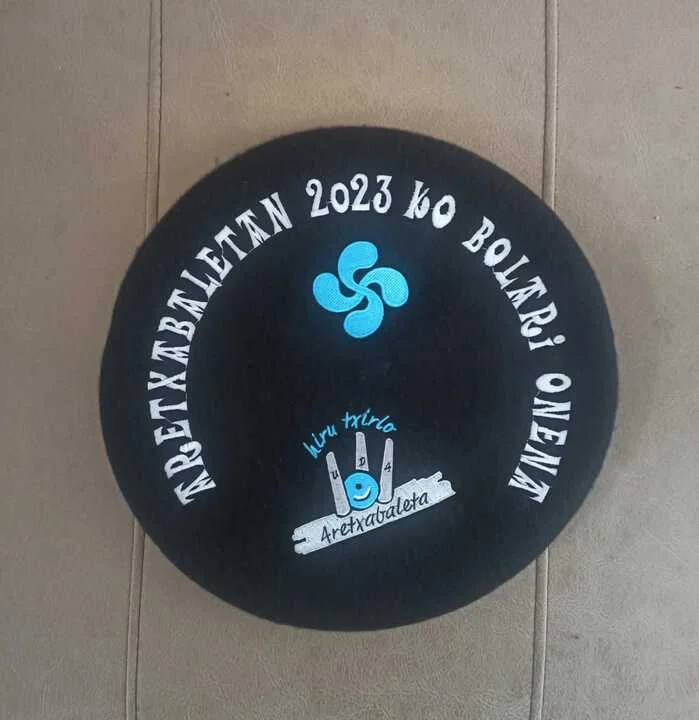 ARETXABALETAN 2023 KO BOLARi ONENA
hiru txirlo
U D A
Aretxabaleta